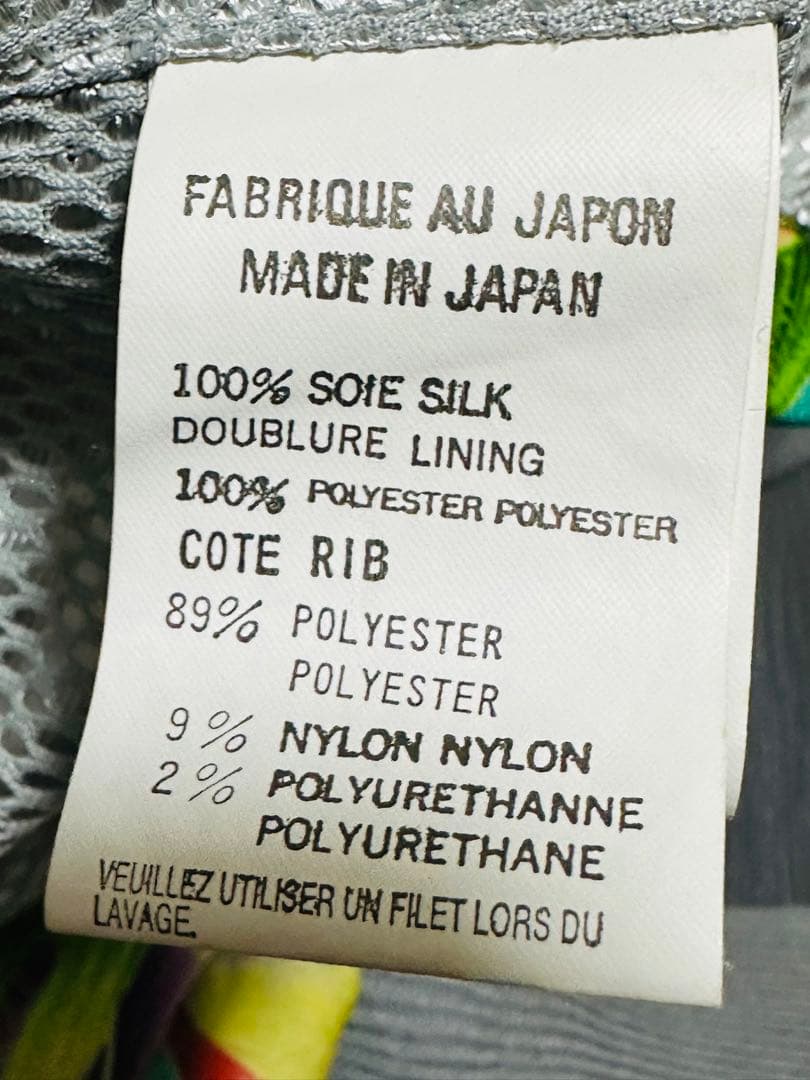 FABRIQUE AU JAPON
MADE IN JAPAN
100% SOIE SILK
DOUBLURE LINING
100% POLYESTER POLYESTER
COTE RIB
89% POLYESTER
POLYESTER
9% NYLON NYLON
2% POLYURETHANNE
POLYURETHANE
VEUILLEZ UTILISER UN FILET LORS DU
LAVAGE.